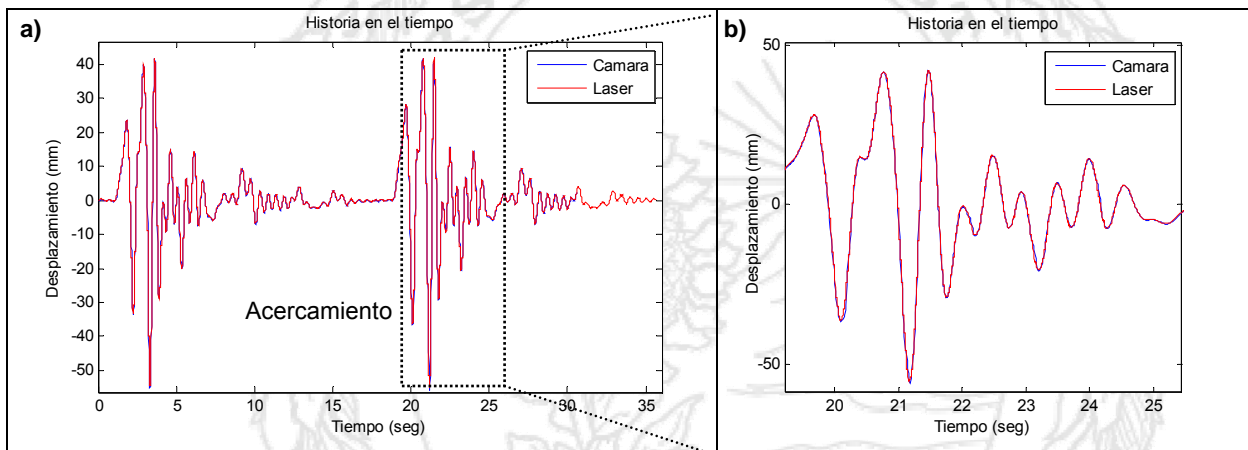 a)
Historia en el tiempo
Desplazamiento (mm)
40
30
20
10
0
-10
-20
-30
-40
-50
Camara
Laser
Acercamiento
0 5 10 15 20 25 30 35
Tiempo (seg)
b)
Historia en el tiempo
Desplazamiento (mm)
50
0
-50
Camara
Laser
20 21 22 23 24 25
Tiempo (seg)